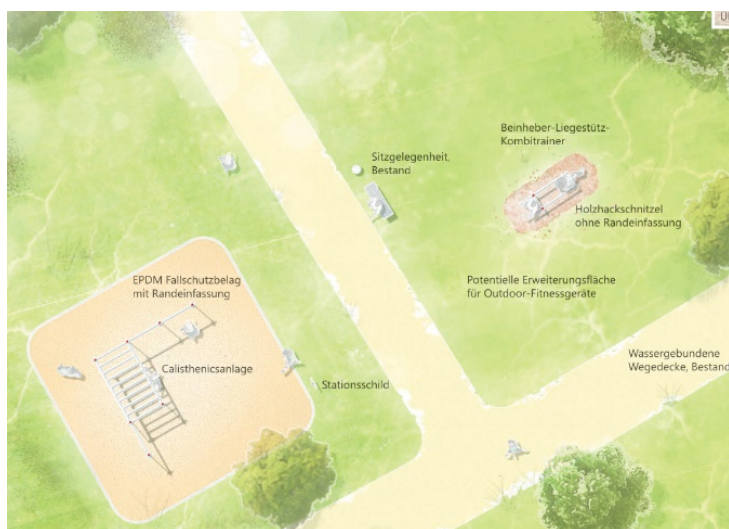 Beinheber-Liegestütz-
Kombitrainer
Sitzgelegenheit,
Bestand
Holzhackschnitzel
ohne Randeinfassung
EPDM Fallschutzbelag
mit Randeinfassung
Potentielle Erweiterungsfläche
für Outdoor-Fitnessgeräte
Calisthenicsanlage
Stationsschild
Wassergebundene
Wegedecke, Bestand